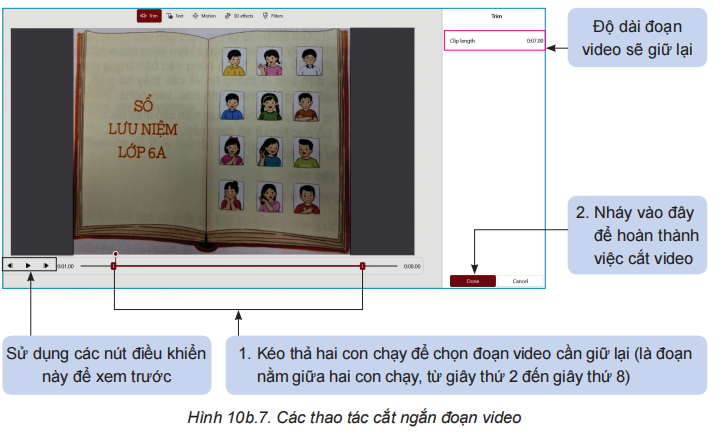 Trim Text Motion 3D effects Filters
Trim
Clip length 0:07.00
Độ dài đoạn
video sẽ giữ lại
SỔ
LƯU NIỆM
LỚP 6A
2. Nháy vào đây
để hoàn thành
việc cắt video
0:01.00 0:08.00
Done Cancel
Sử dụng các nút điều khiển
này để xem trước
1. Kéo thả hai con chạy để chọn đoạn video cần giữ lại (là đoạn
nằm giữa hai con chạy, từ giây thứ 2 đến giây thứ 8)
Hình 10b.7. Các thao tác cắt ngắn đoạn video